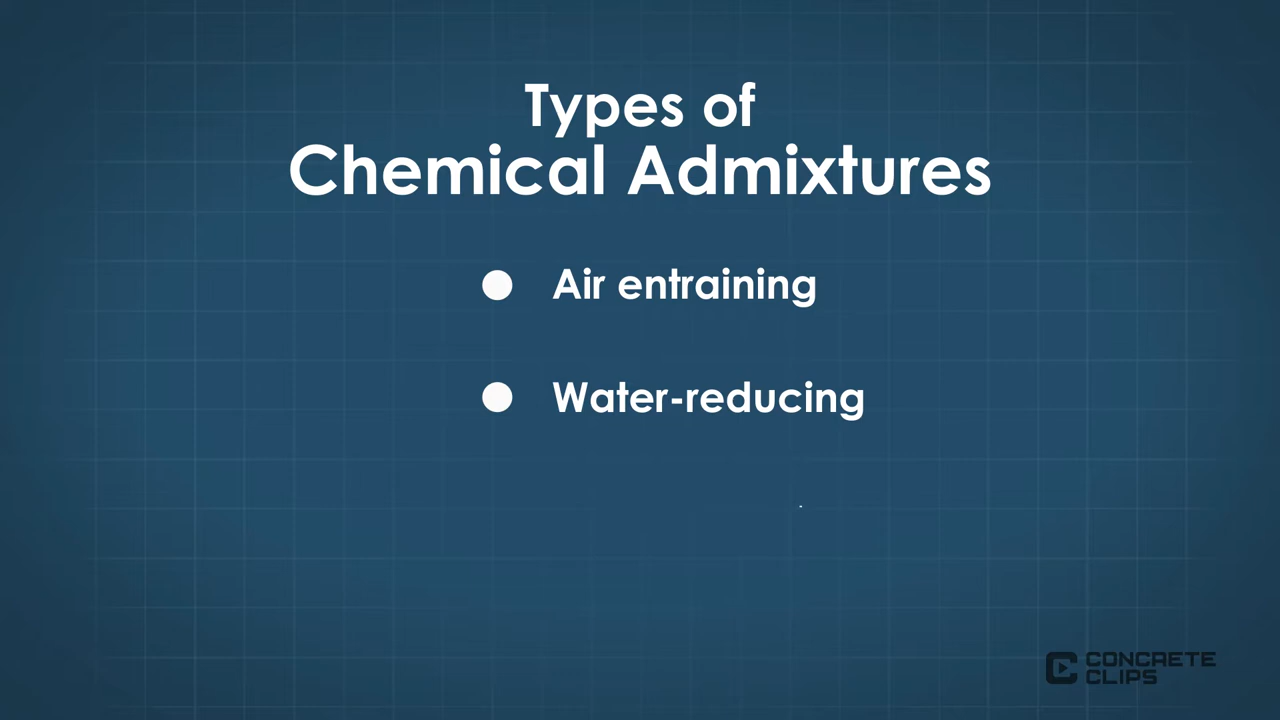 Types of
Chemical Admixtures
● Air entraining
● Water-reducing
CONCRETE
CLIPS